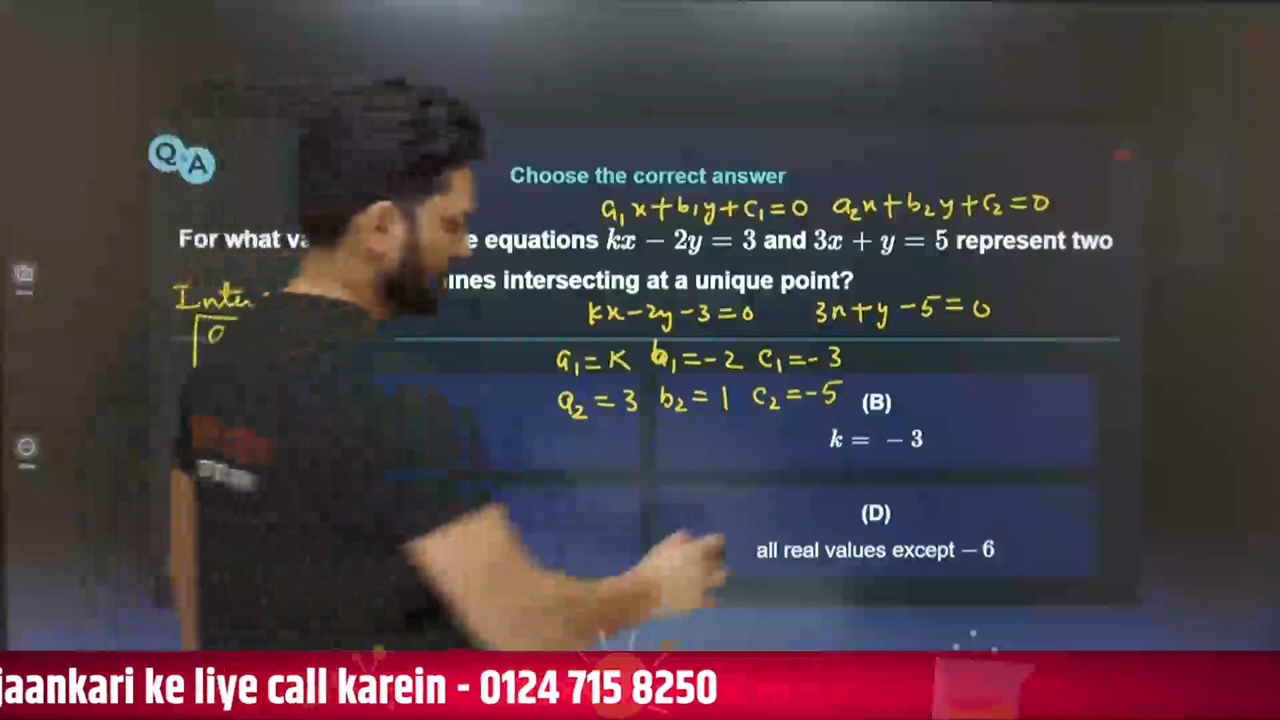 Q A
Choose the correct answer
a₁x+b₁y+c₁=0 a₂x+b₂y+c₂=0
For what equations kx − 2y = 3 and 3x + y = 5 represent two
intersecting at a unique point?
kx-2y-3=0 3x+y-5=0
a₁=K b₁=-2 c₁=-3
a₂=3 b₂=1 c₂=-5
(B)
k = − 3
(D)
all real values except − 6
jaankari ke liye call karein - 0124 715 8250